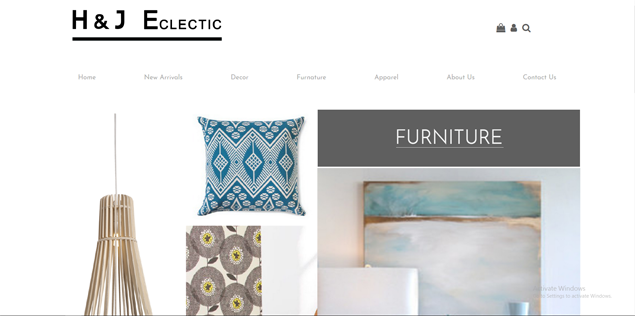 H & J ECLECTIC
Home New Arrivals Decor Furnature Apparel About Us Contact Us
FURNITURE
Activate Windows
Go to Settings to activate Windows.